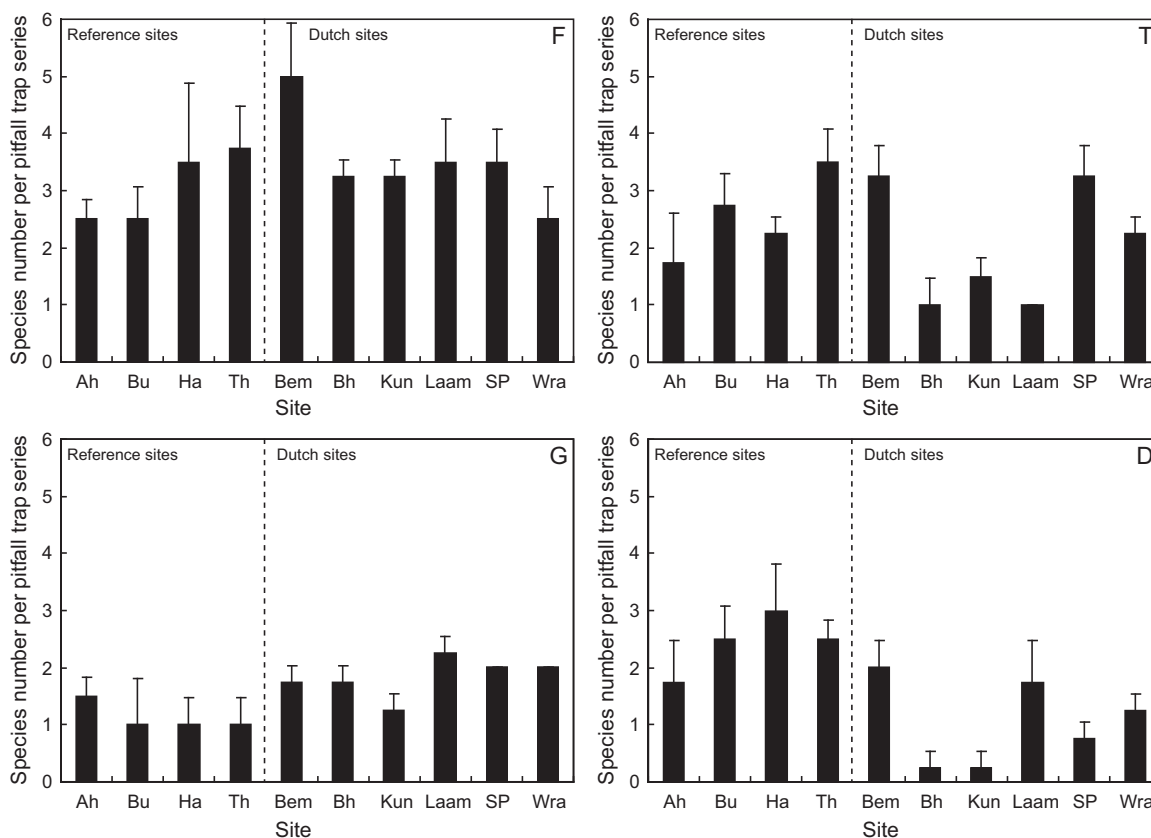 Species number per pitfall trap series
6
5
4
3
2
1
0
Reference sites
Dutch sites
F
Ah Bu Ha Th Bem Bh Kun Laam SP Wra
Site
Species number per pitfall trap series
6
5
4
3
2
1
0
Reference sites
Dutch sites
T
Ah Bu Ha Th Bem Bh Kun Laam SP Wra
Site
Species number per pitfall trap series
6
5
4
3
2
1
0
Reference sites
Dutch sites
G
Ah Bu Ha Th Bem Bh Kun Laam SP Wra
Site
Species number per pitfall trap series
6
5
4
3
2
1
0
Reference sites
Dutch sites
D
Ah Bu Ha Th Bem Bh Kun Laam SP Wra
Site